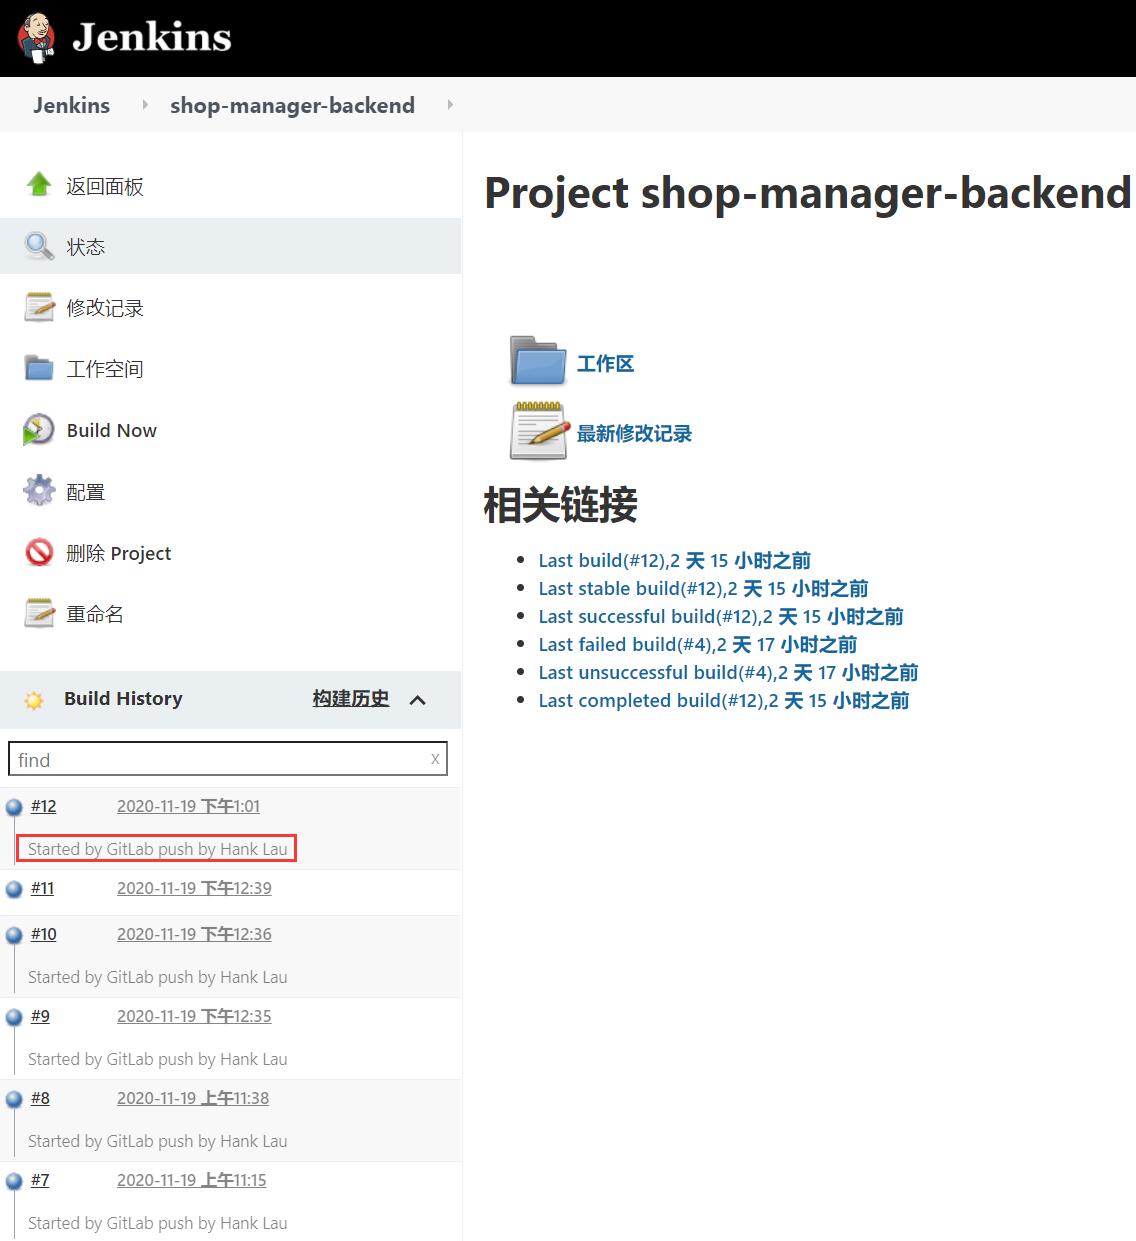 Jenkins
Jenkins
shop-manager-backend
返回面板
状态
修改记录
工作空间
Build Now
配置
删除 Project
重命名
Build History
构建历史
find
X
#12
2020-11-19 下午1:01
Started by GitLab push by Hank Lau
#11
2020-11-19 下午12:39
#10
2020-11-19 下午12:36
Started by GitLab push by Hank Lau
#9
2020-11-19 下午12:35
Started by GitLab push by Hank Lau
#8
2020-11-19 上午11:38
Started by GitLab push by Hank Lau
#7
2020-11-19 上午11:15
Started by GitLab push by Hank Lau
Project shop-manager-backend
工作区
最新修改记录
相关链接
Last build(#12),2 天 15 小时之前
Last stable build(#12),2 天 15 小时之前
Last successful build(#12),2 天 15 小时之前
Last failed build(#4),2 天 17 小时之前
Last unsuccessful build(#4),2 天 17 小时之前
Last completed build(#12),2 天 15 小时之前